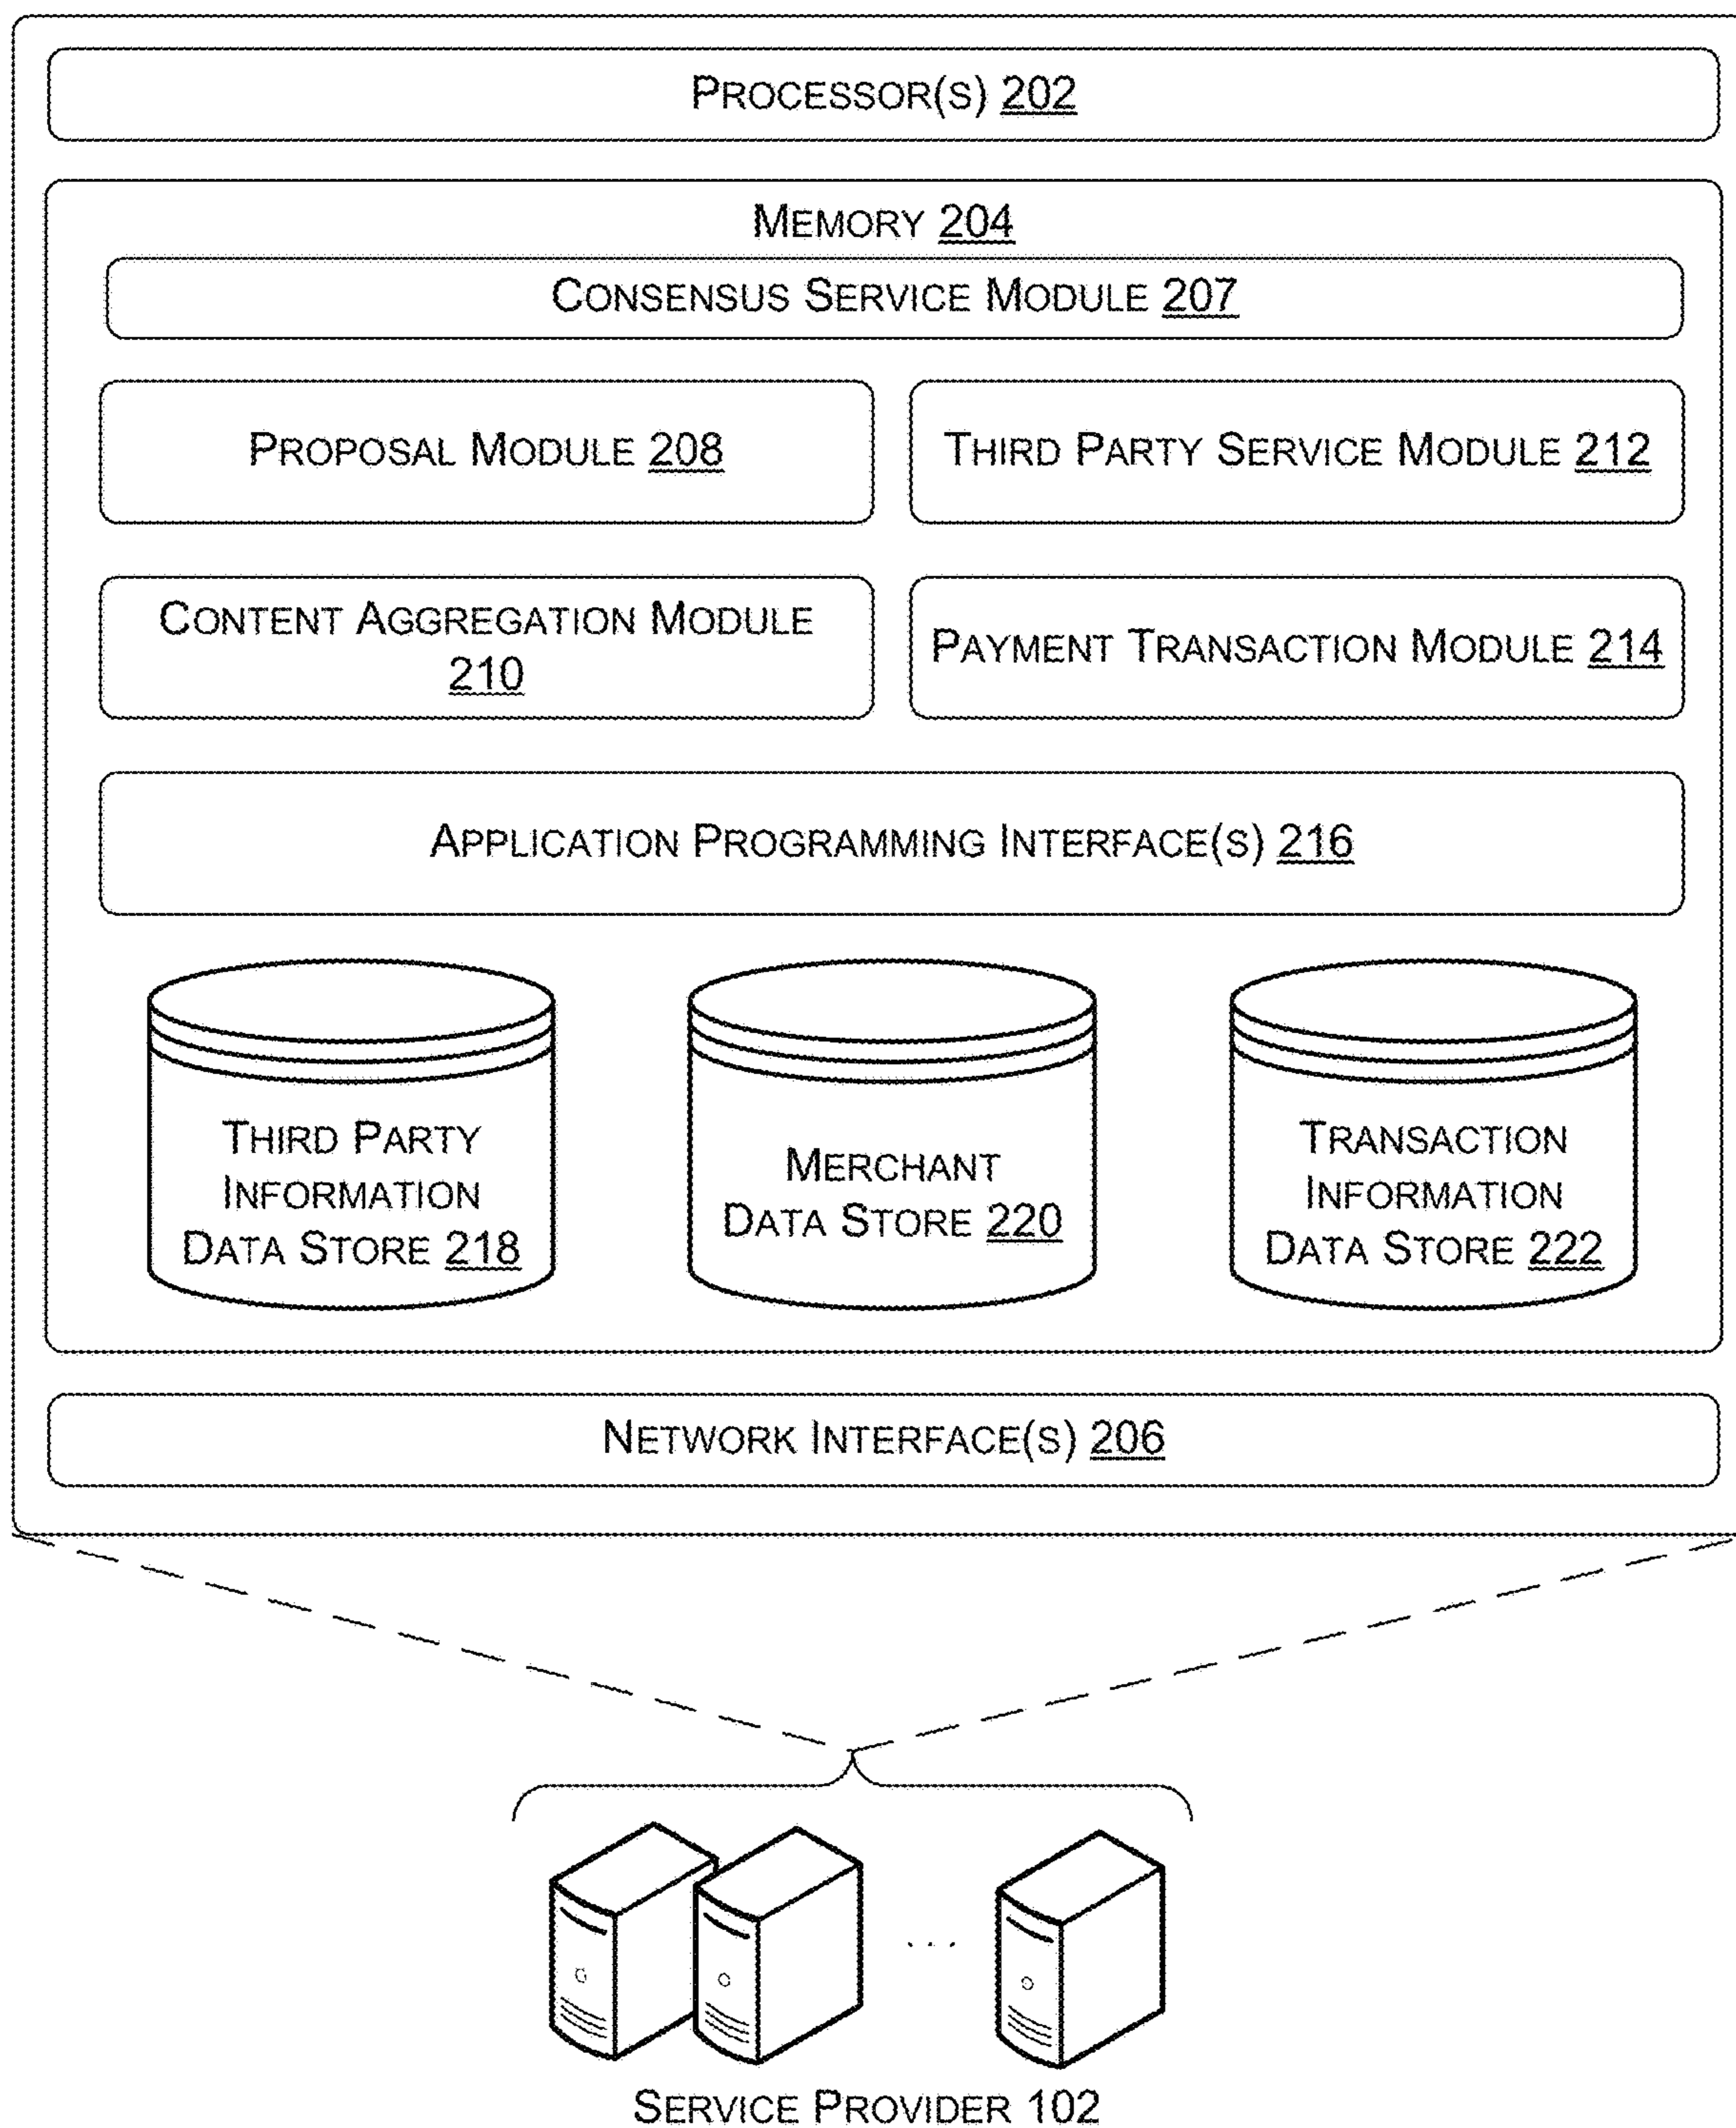 PROCESSOR(S) 202
MEMORY 204
CONSENSUS SERVICE MODULE 207
PROPOSAL MODULE 208
THIRD PARTY SERVICE MODULE 212
CONTENT AGGREGATION MODULE
210
PAYMENT TRANSACTION MODULE 214
APPLICATION PROGRAMMING INTERFACE(S) 216
THIRD PARTY
INFORMATION
DATA STORE 218
MERCHANT
DATA STORE 220
TRANSACTION
INFORMATION
DATA STORE 222
NETWORK INTERFACE(S) 206
. . .
SERVICE PROVIDER 102